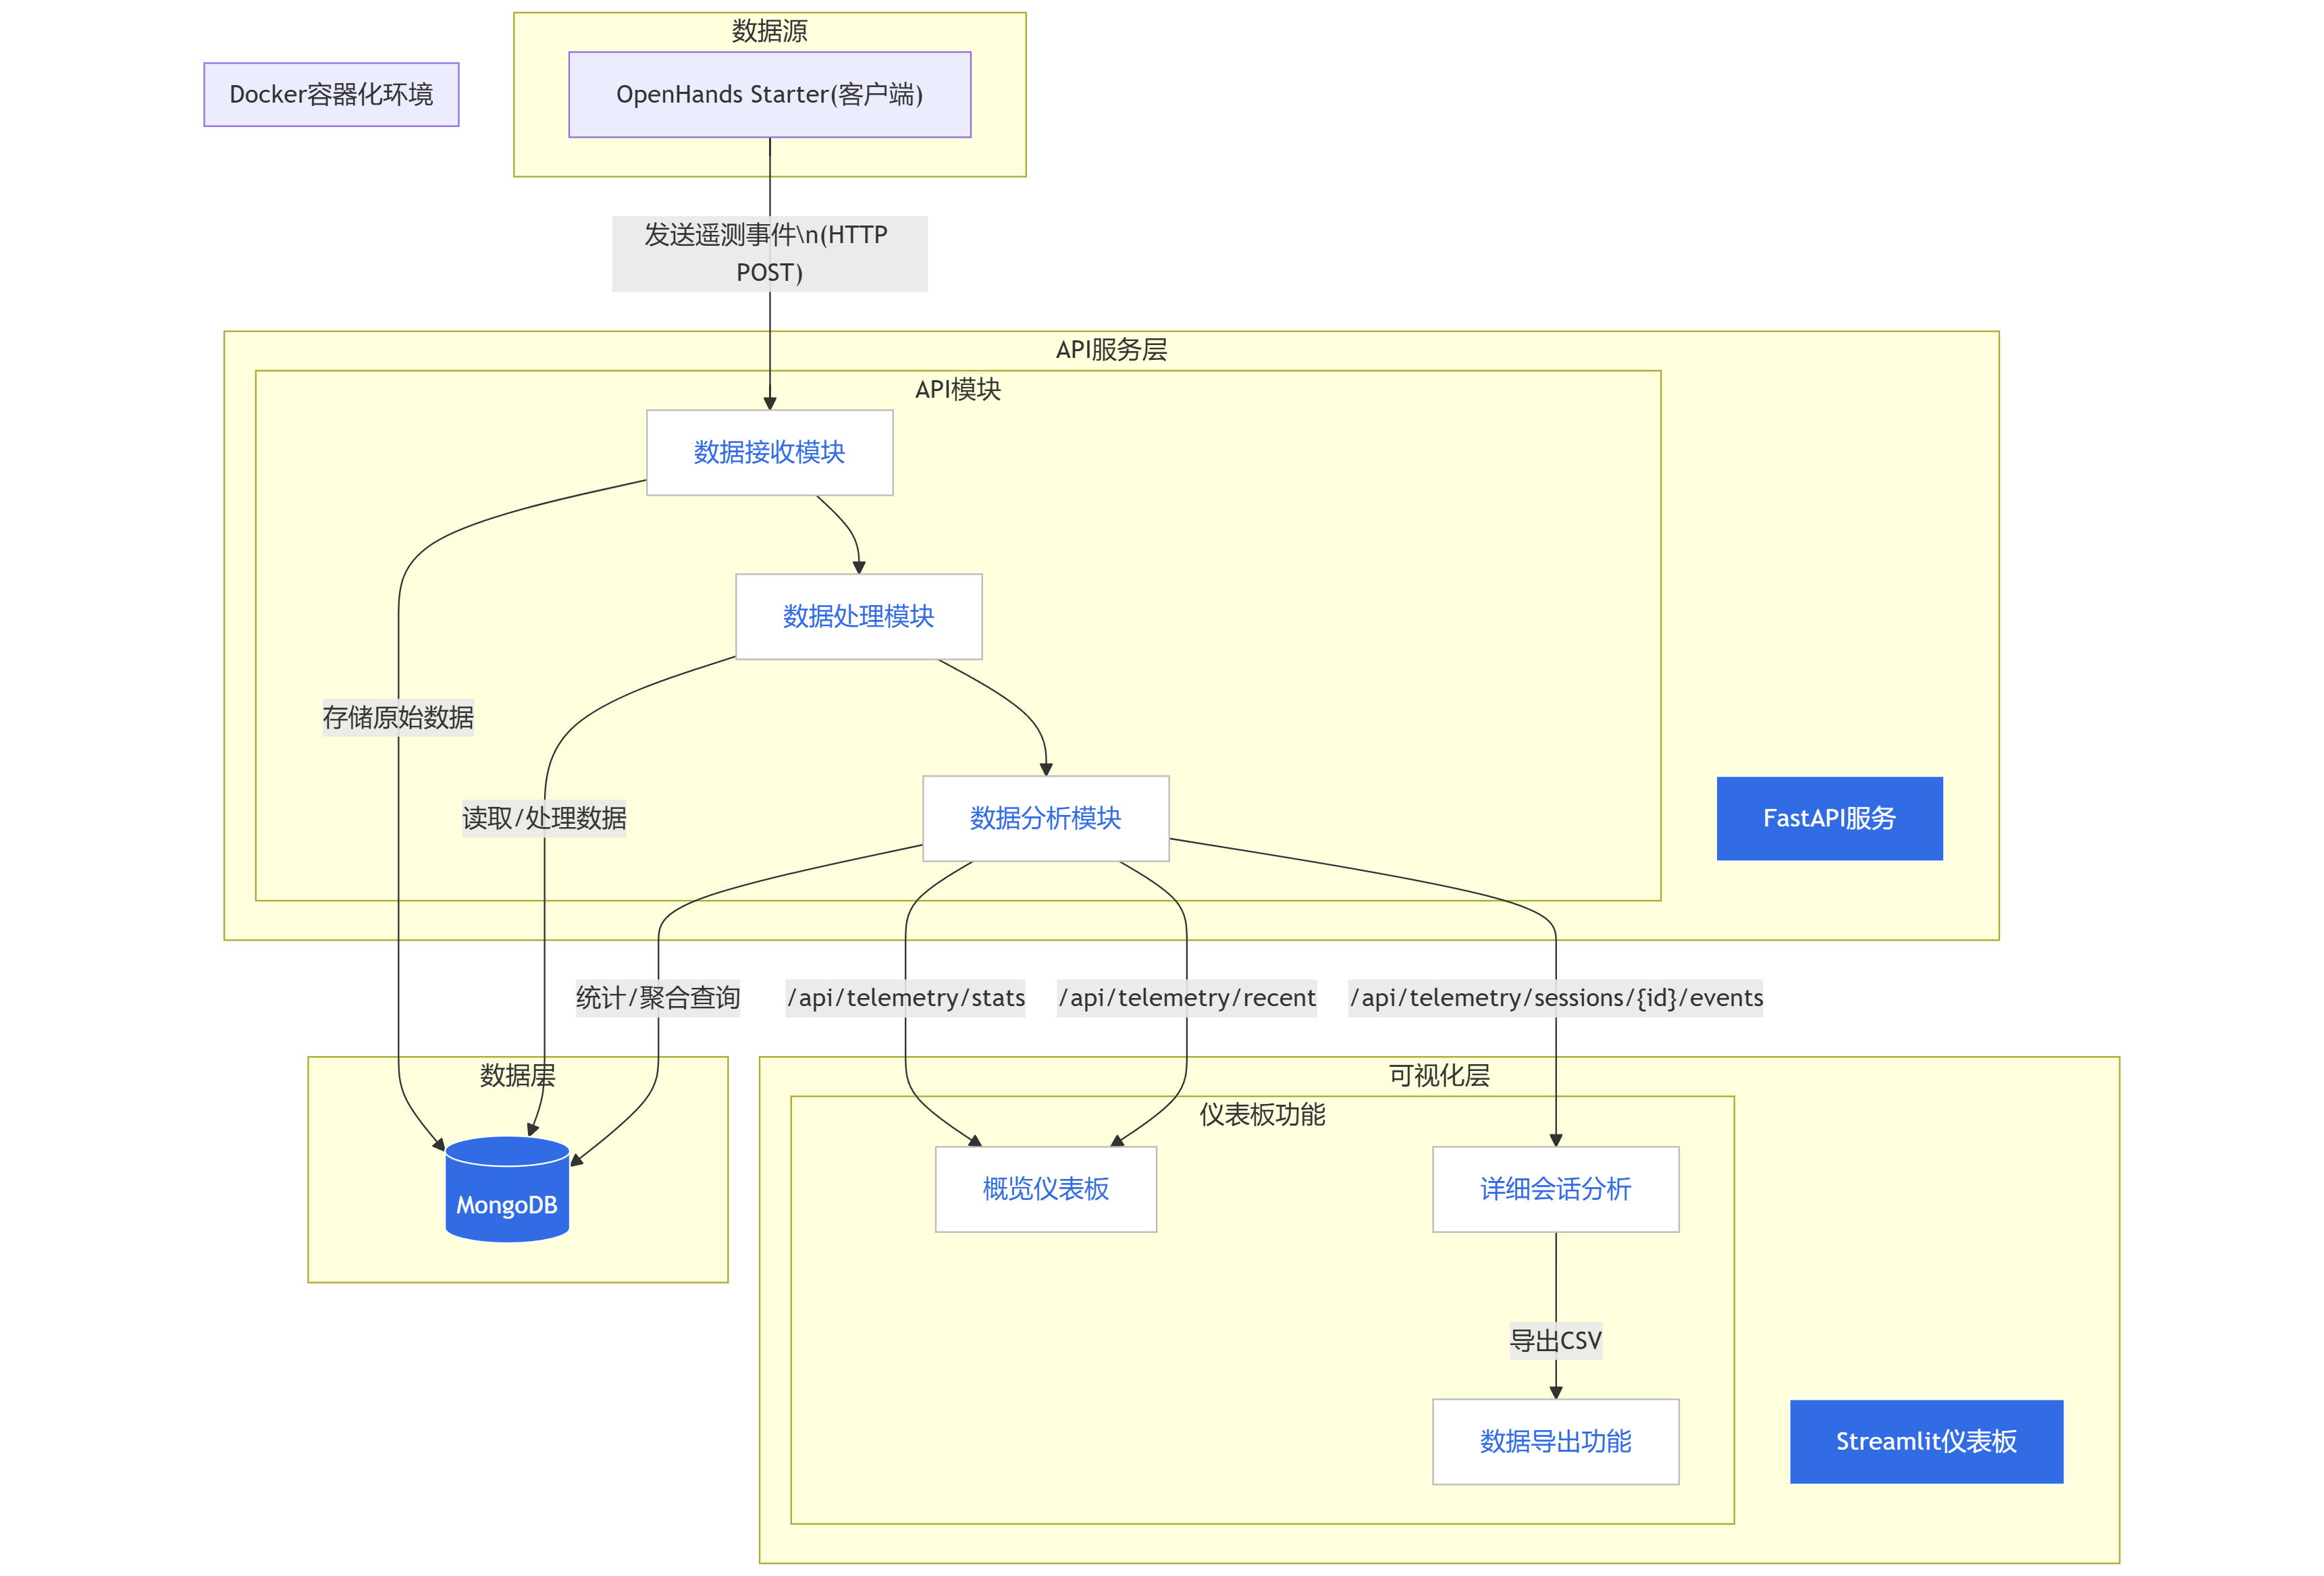 数据源
Docker容器化环境
OpenHands Starter(客户端)
发送遥测事件\n(HTTP
POST)
API服务层
API模块
数据接收模块
数据处理模块
存储原始数据
读取/处理数据
数据分析模块
FastAPI服务
统计/聚合查询
/api/telemetry/stats
/api/telemetry/recent
/api/telemetry/sessions/{id}/events
数据层
可视化层
仪表板功能
MongoDB
概览仪表板
详细会话分析
导出CSV
数据导出功能
Streamlit仪表板